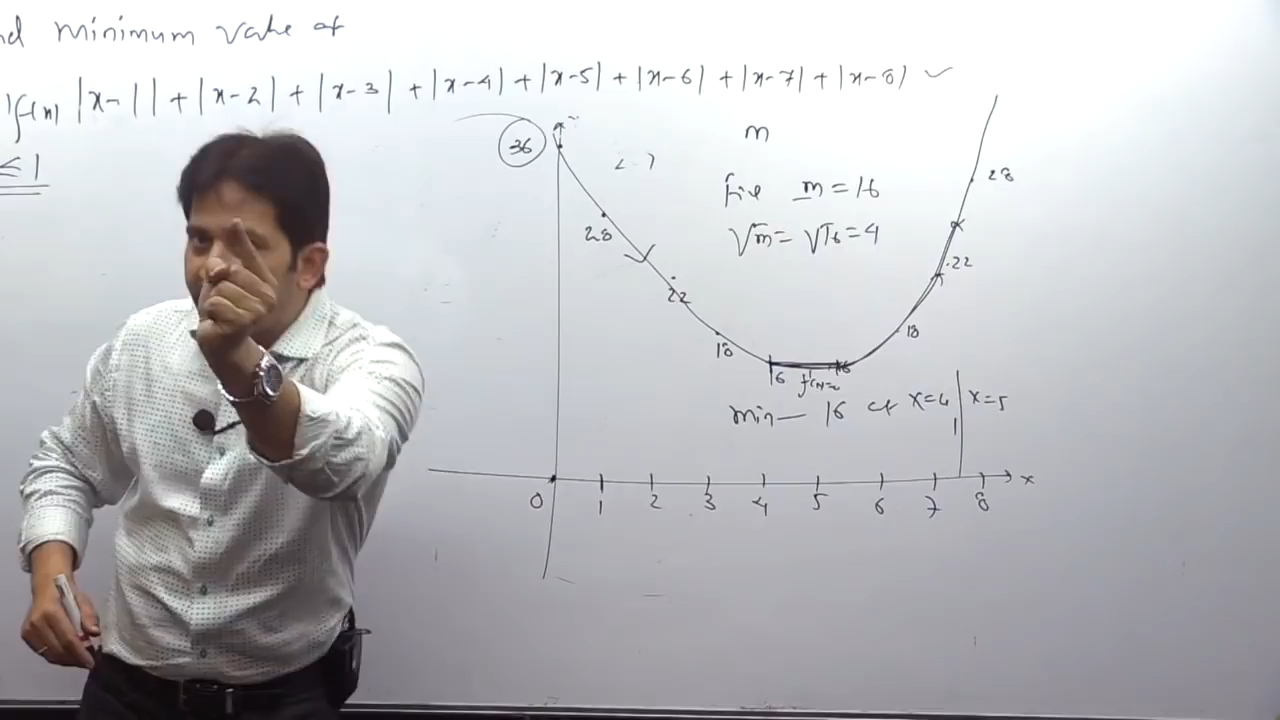 nd minimum value of
f(x) |x-1| + |x-2| + |x-3| + |x-4| + |x-5| + |x-6| + |x-7| + |x-8| ✓
≤ 1
36
m
m = 16
√m = √16 = 4
28
28
22
22
18
18
16
16
min — 16 at x=4 | x=5
x
0 1 2 3 4 5 6 7 8